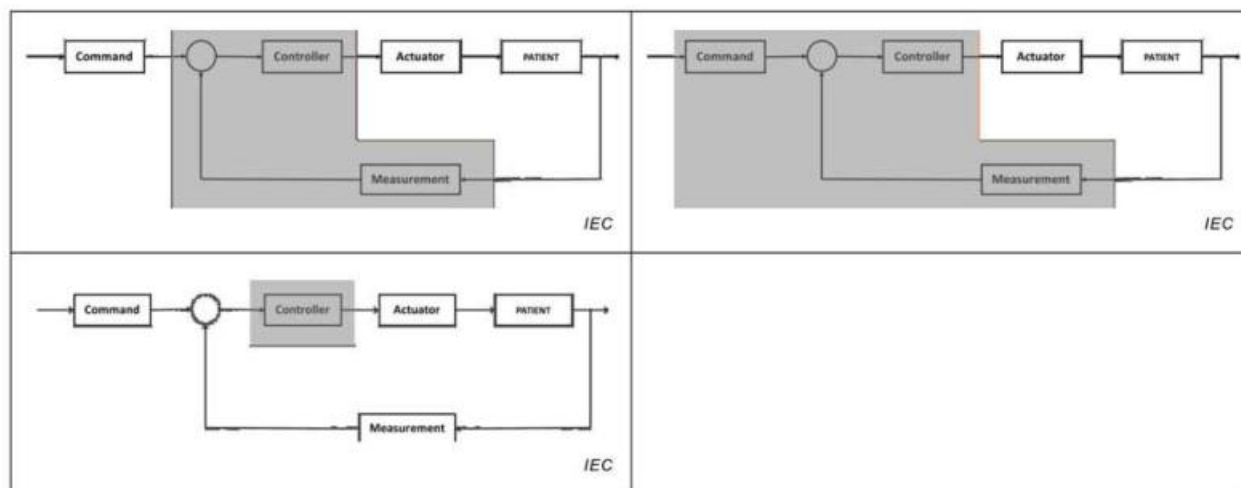 Command Controller Actuator PATIENT
Measurement
IEC
Command Controller Actuator PATIENT
Measurement
IEC
Command Controller Actuator PATIENT
Measurement
IEC